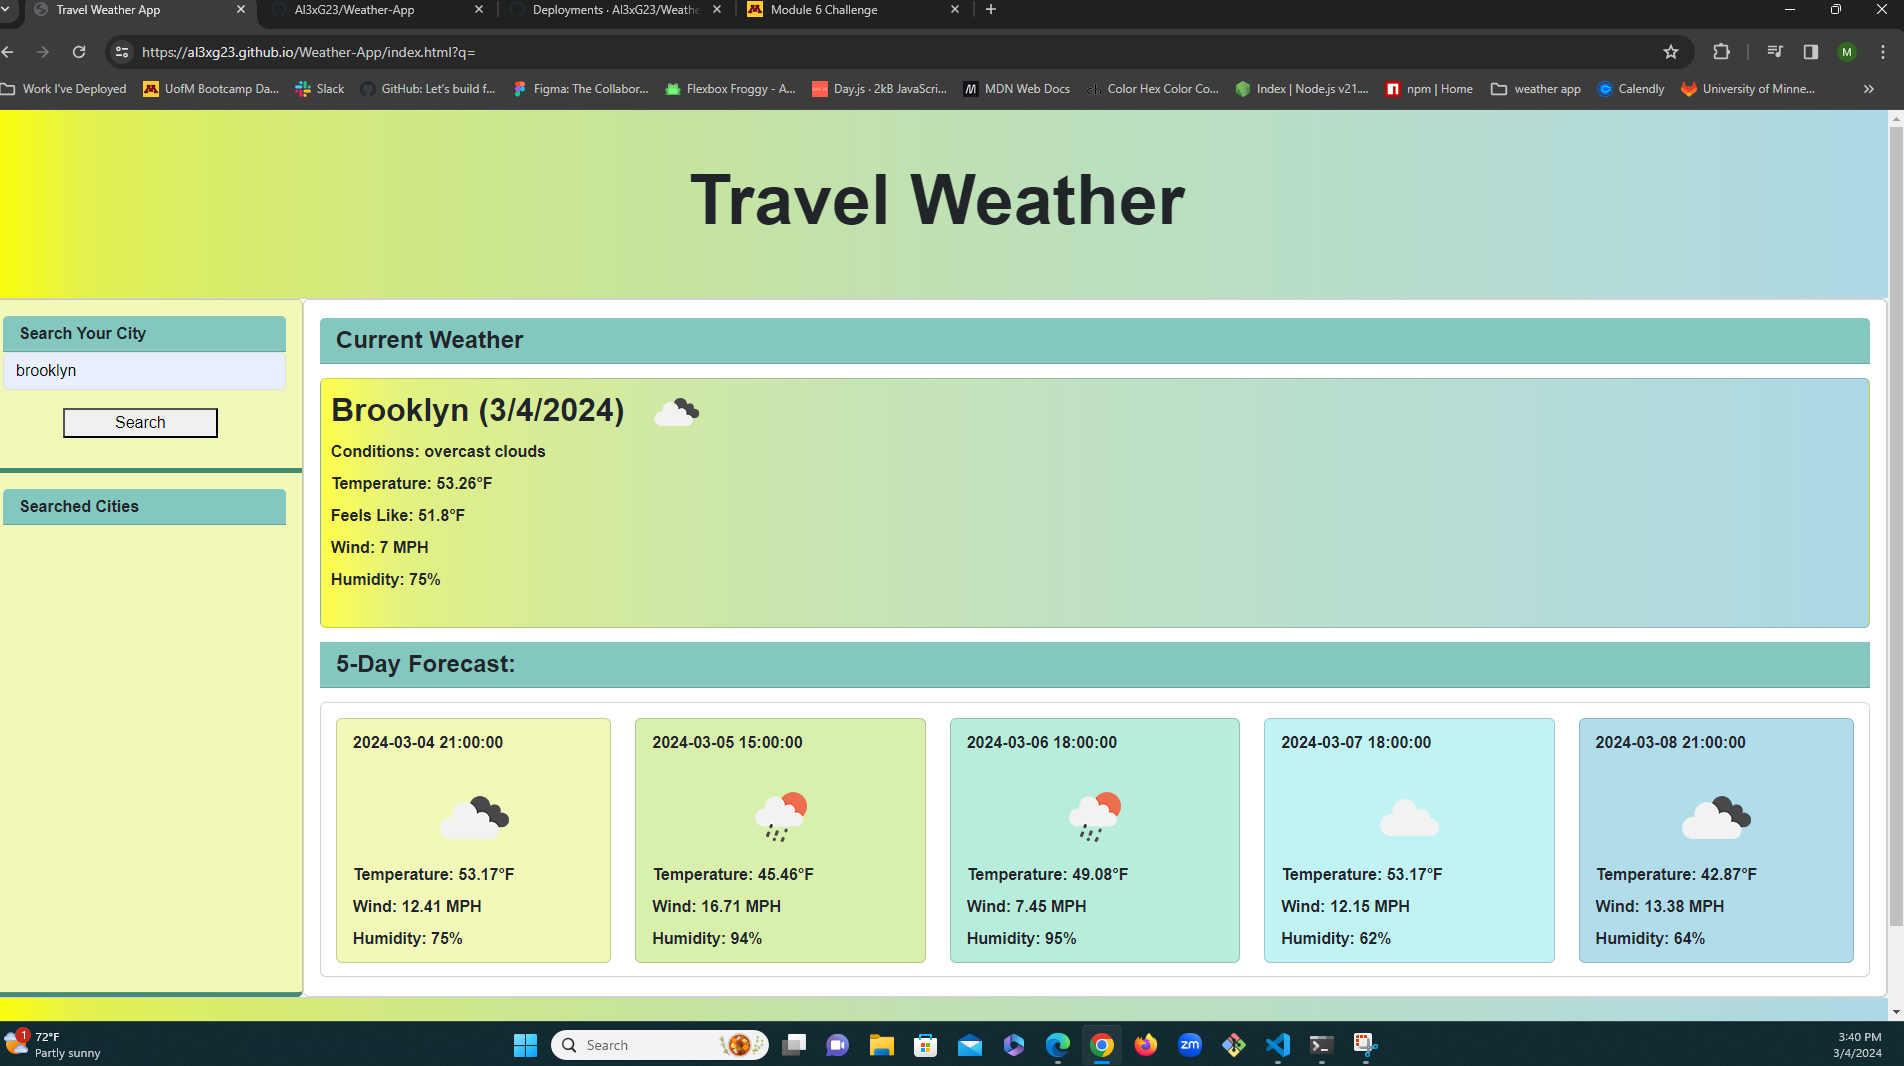 Travel Weather App
Al3xG23/Weather-App
Deployments · Al3xG23/Weathe
Module 6 Challenge
https://al3xg23.github.io/Weather-App/index.html?q=
M
Work I've Deployed
UofM Bootcamp Da...
Slack
GitHub: Let's build f...
Figma: The Collabor...
Flexbox Froggy - A...
Day.js · 2kB JavaScri...
MDN Web Docs
Color Hex Color Co...
Index | Node.js v21....
npm | Home
weather app
Calendly
University of Minne...
Travel Weather
Search Your City
brooklyn
Search
Searched Cities
Current Weather
Brooklyn (3/4/2024)
Conditions: overcast clouds
Temperature: 53.26°F
Feels Like: 51.8°F
Wind: 7 MPH
Humidity: 75%
5-Day Forecast:
2024-03-04 21:00:00
Temperature: 53.17°F
Wind: 12.41 MPH
Humidity: 75%
2024-03-05 15:00:00
Temperature: 45.46°F
Wind: 16.71 MPH
Humidity: 94%
2024-03-06 18:00:00
Temperature: 49.08°F
Wind: 7.45 MPH
Humidity: 95%
2024-03-07 18:00:00
Temperature: 53.17°F
Wind: 12.15 MPH
Humidity: 62%
2024-03-08 21:00:00
Temperature: 42.87°F
Wind: 13.38 MPH
Humidity: 64%
1
72°F
Partly sunny
Search
zm
3:40 PM
3/4/2024